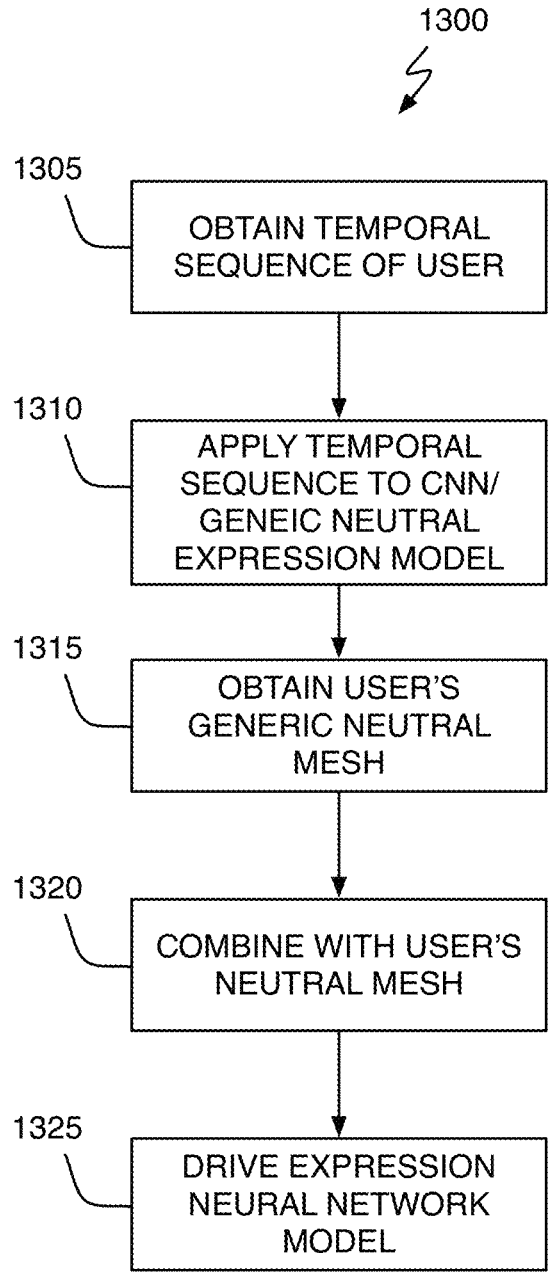 1300
1305
OBTAIN TEMPORAL
SEQUENCE OF USER
1310
APPLY TEMPORAL
SEQUENCE TO CNN/
GENEIC NEUTRAL
EXPRESSION MODEL
1315
OBTAIN USER'S
GENERIC NEUTRAL
MESH
1320
COMBINE WITH USER'S
NEUTRAL MESH
1325
DRIVE EXPRESSION
NEURAL NETWORK
MODEL